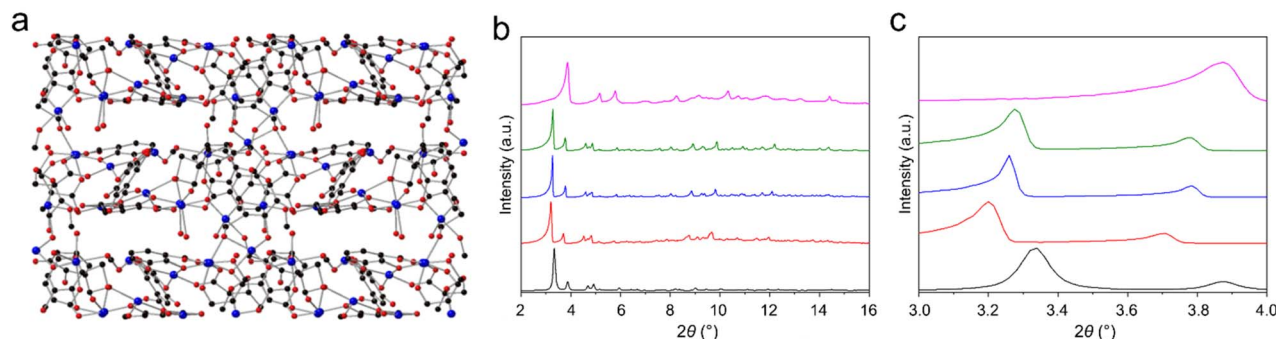 a
b
c
Intensity (a.u.)
2 4 6 8 10 12 14 16
2θ (°)
Intensity (a.u.)
3.0 3.2 3.4 3.6 3.8 4.0
2θ (°)